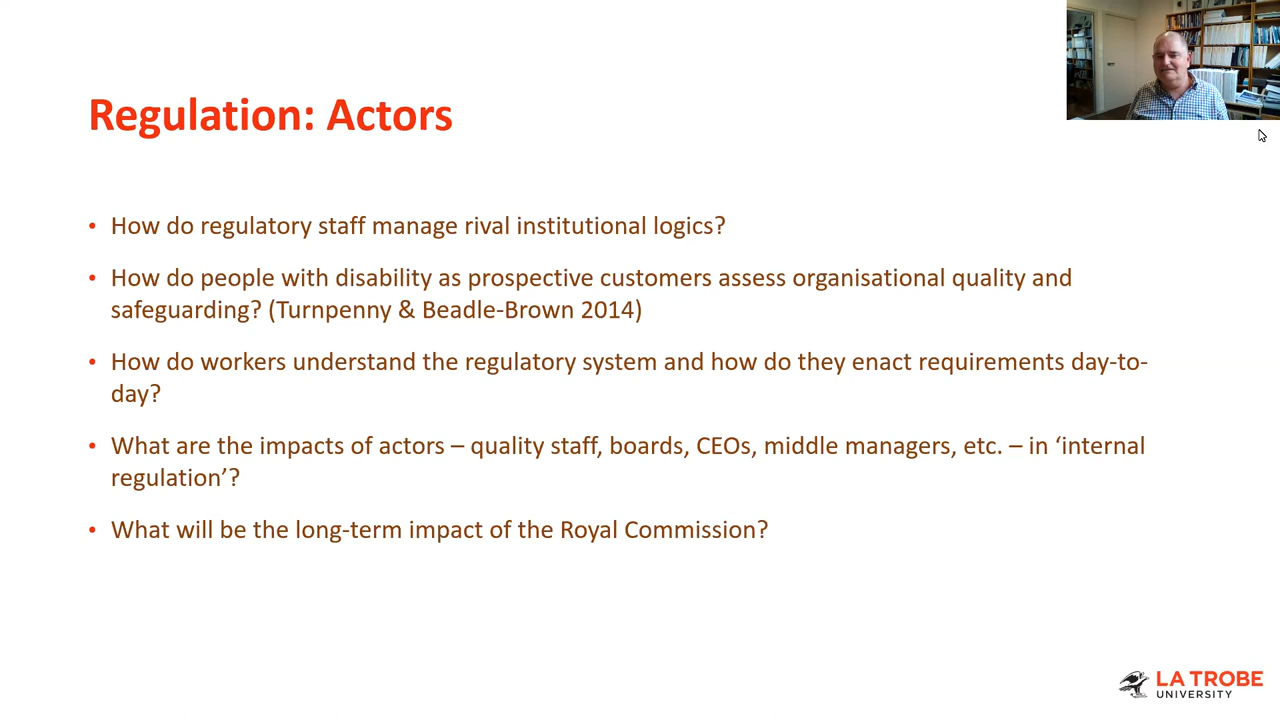 Regulation: Actors
• How do regulatory staff manage rival institutional logics?
• How do people with disability as prospective customers assess organisational quality and
safeguarding? (Turnpenny & Beadle-Brown 2014)
• How do workers understand the regulatory system and how do they enact requirements day-to-
day?
• What are the impacts of actors – quality staff, boards, CEOs, middle managers, etc. – in ‘internal
regulation’?
• What will be the long-term impact of the Royal Commission?
LA TROBE
UNIVERSITY